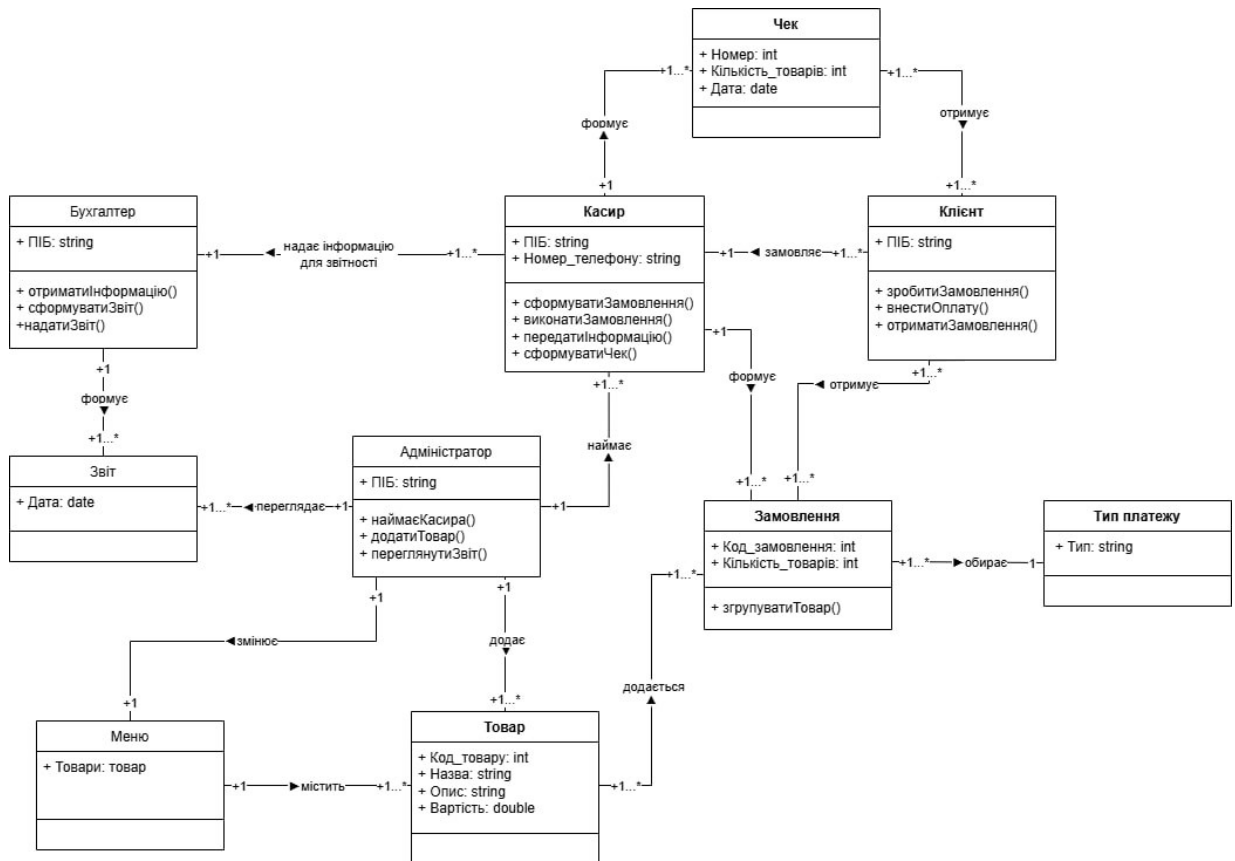 Чек
+ Номер: int
+ Кількість_товарів: int
+ Дата: date
+1...*
+1...*
формує
отримує
+1
+1...*
Бухгалтер
+ ПІБ: string
+ отриматиІнформацію()
+ сформуватиЗвіт()
+надатиЗвіт()
+1
надає інформацію
для звітності
+1...*
Касир
+ ПІБ: string
+ Номер_телефону: string
+ сформуватиЗамовлення()
+ виконатиЗамовлення()
+ передатиІнформацію()
+ сформуватиЧек()
+1
замовляє
+1...*
Клієнт
+ ПІБ: string
+ зробитиЗамовлення()
+ внестиОплату()
+ отриматиЗамовлення()
+1
формує
+1...*
+1
формує
+1...*
+1...*
отримує
+1...*
наймає
+1
Звіт
+ Дата: date
+1...*
переглядає
+1
Адміністратор
+ ПІБ: string
+ наймаєКасира()
+ додатиТовар()
+ переглянутиЗвіт()
+1...*
Замовлення
+ Код_замовлення: int
+ Кількість_товарів: int
+ згрупуватиТовар()
+1...*
обирає
1
Тип платежу
+ Тип: string
+1
змінює
+1
+1
додає
+1...*
+1...*
додається
+1...*
Меню
+ Товари: товар
+1
містить
+1...*
Товар
+ Код_товару: int
+ Назва: string
+ Опис: string
+ Вартість: double